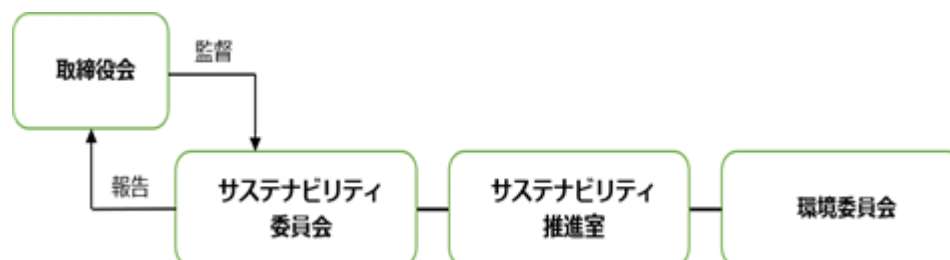 取締役会
監督
報告
サステナビリティ
委員会
サステナビリティ
推進室
環境委員会